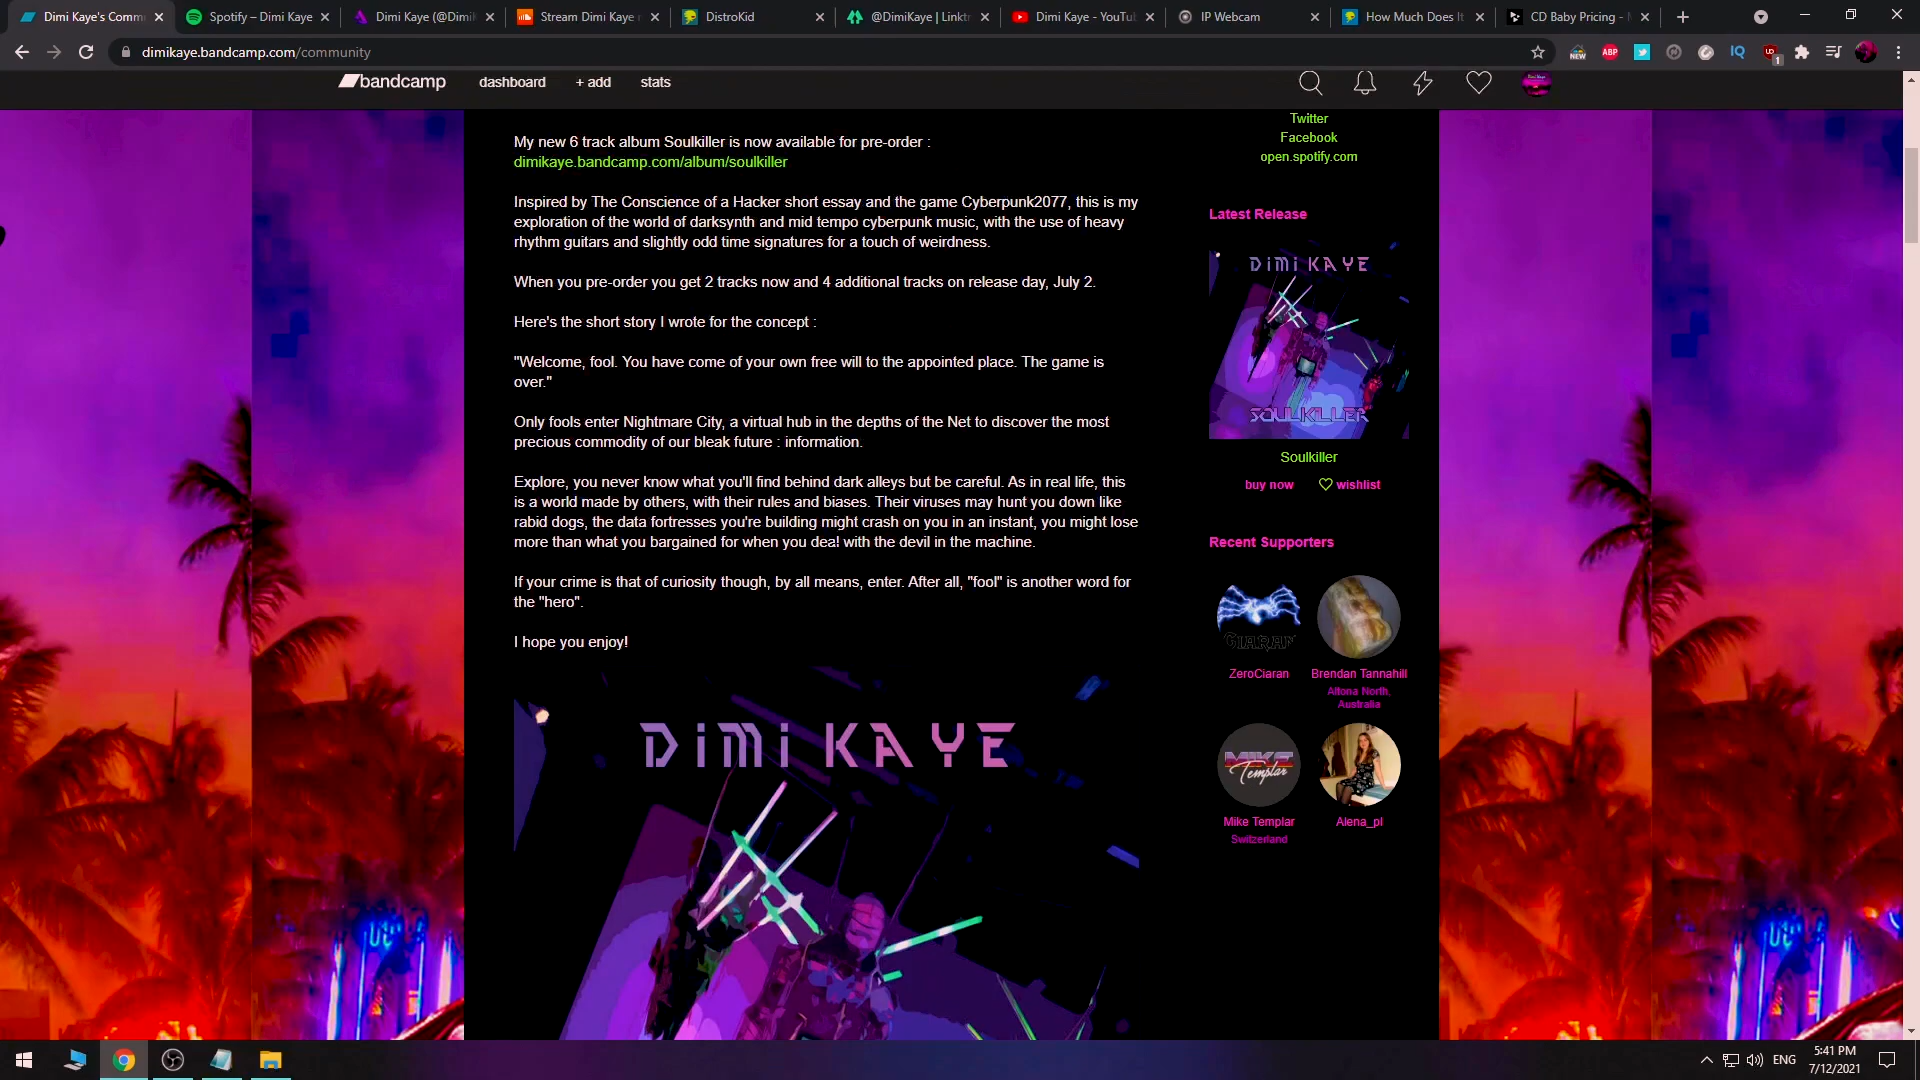 Dimi Kaye's Comm
Spotify – Dimi Kaye
Dimi Kaye (@Dimi
Stream Dimi Kaye
DistroKid
@DimiKaye | Linktr
Dimi Kaye - YouTu
IP Webcam
How Much Does It
CD Baby Pricing -
dimikaye.bandcamp.com/community
NEW
ABP
IQ
1
bandcamp
dashboard
+ add
stats
My new 6 track album Soulkiller is now available for pre-order :
dimikaye.bandcamp.com/album/soulkiller
Inspired by The Conscience of a Hacker short essay and the game Cyberpunk2077, this is my
exploration of the world of darksynth and mid tempo cyberpunk music, with the use of heavy
rhythm guitars and slightly odd time signatures for a touch of weirdness.
When you pre-order you get 2 tracks now and 4 additional tracks on release day, July 2.
Here's the short story I wrote for the concept :
"Welcome, fool. You have come of your own free will to the appointed place. The game is
over."
Only fools enter Nightmare City, a virtual hub in the depths of the Net to discover the most
precious commodity of our bleak future : information.
Explore, you never know what you'll find behind dark alleys but be careful. As in real life, this
is a world made by others, with their rules and biases. Their viruses may hunt you down like
rabid dogs, the data fortresses you're building might crash on you in an instant, you might lose
more than what you bargained for when you deal with the devil in the machine.
If your crime is that of curiosity though, by all means, enter. After all, "fool" is another word for
the "hero".
I hope you enjoy!
DIMI KAYE
Twitter
Facebook
open.spotify.com
Latest Release
DIMI KAYE
SOULKILLER
Soulkiller
buy now
wishlist
Recent Supporters
CIARAN
ZeroCiaran
Brendan Tannahill
Altona North,
Australia
MIKE
Templar
Mike Templar
Switzerland
Alena_pl
ENG
5:41 PM
7/12/2021